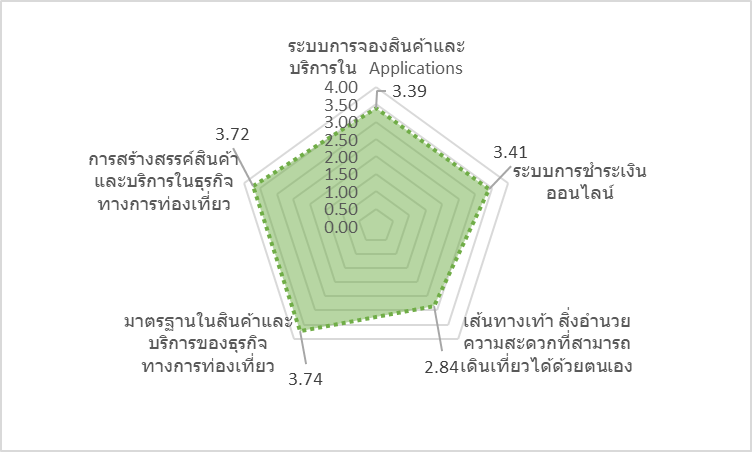 ระบบการจองสินค้าและ
บริการใน Applications
4.00
3.50
3.00
2.50
2.00
1.50
1.00
0.50
0.00
3.39
3.41
ระบบการชำระเงิน
ออนไลน์
เส้นทางเท้า สิ่งอำนวย
ความสะดวกที่สามารถ
เดินเที่ยวได้ด้วยตนเอง
2.84
มาตรฐานในสินค้าและ
บริการของธุรกิจ
ทางการท่องเที่ยว
3.74
3.72
การสร้างสรรค์สินค้า
และบริการในธุรกิจ
ทางการท่องเที่ยว